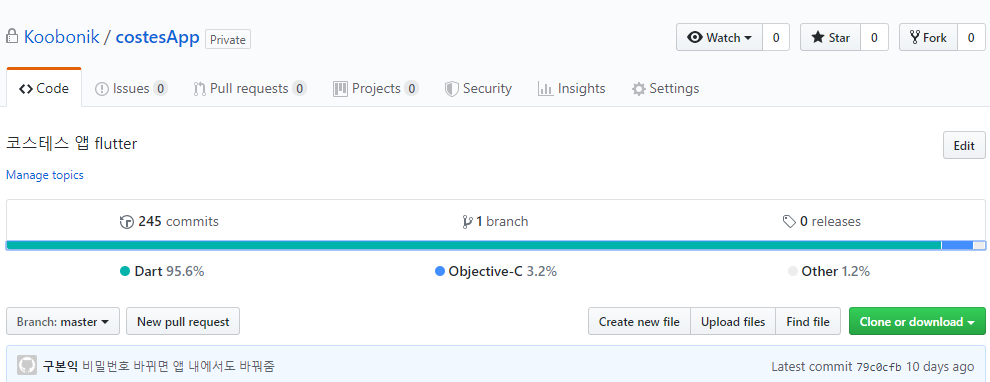 Koobonik / costesApp Private Watch 0 Star 0 Fork 0
Code Issues 0 Pull requests 0 Projects 0 Security Insights Settings
코스테스 앱 flutter Edit
Manage topics
245 commits 1 branch 0 releases
Dart 95.6% Objective-C 3.2% Other 1.2%
Branch: master New pull request Create new file Upload files Find file Clone or download
구본익 비밀번호 바뀌면 앱 내에서도 바꿔줌 Latest commit 79c0cfb 10 days ago